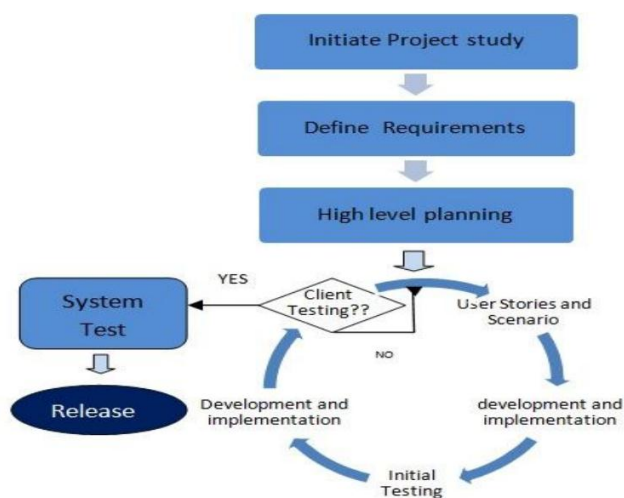 Initiate Project study
Define Requirements
High level planning
YES
System
Test
Client
Testing??
User Stories and
Scenario
NO
Release
Development and
implementation
development and
implementation
Initial
Testing